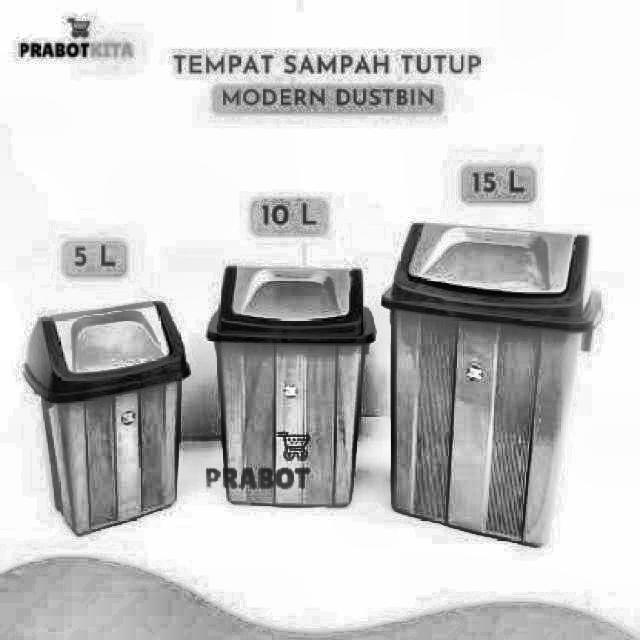 PRABOTKITA
TEMPAT SAMPAH TUTUP
MODERN DUSTBIN
15 L
10 L
5 L
PRABOT